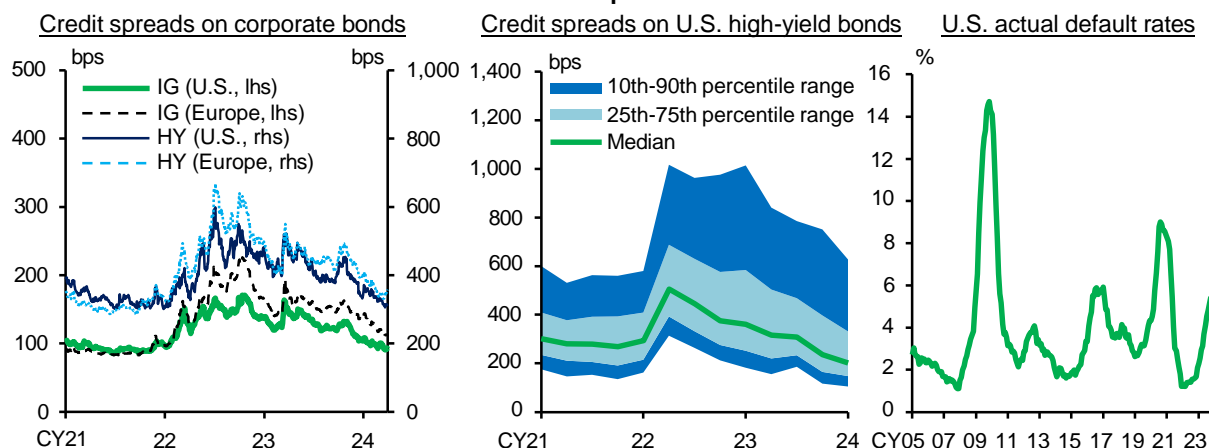 Credit spreads on corporate bonds
bps
bps
500
400
300
200
100
0
1,000
800
600
400
200
0
IG (U.S., lhs)
IG (Europe, lhs)
HY (U.S., rhs)
HY (Europe, rhs)
CY21 22 23 24
Credit spreads on U.S. high-yield bonds
bps
1,400
1,200
1,000
800
600
400
200
0
10th-90th percentile range
25th-75th percentile range
Median
CY21 22 23 24
U.S. actual default rates
%
16
14
12
10
8
6
4
2
0
CY05 07 09 11 13 15 17 19 21 23